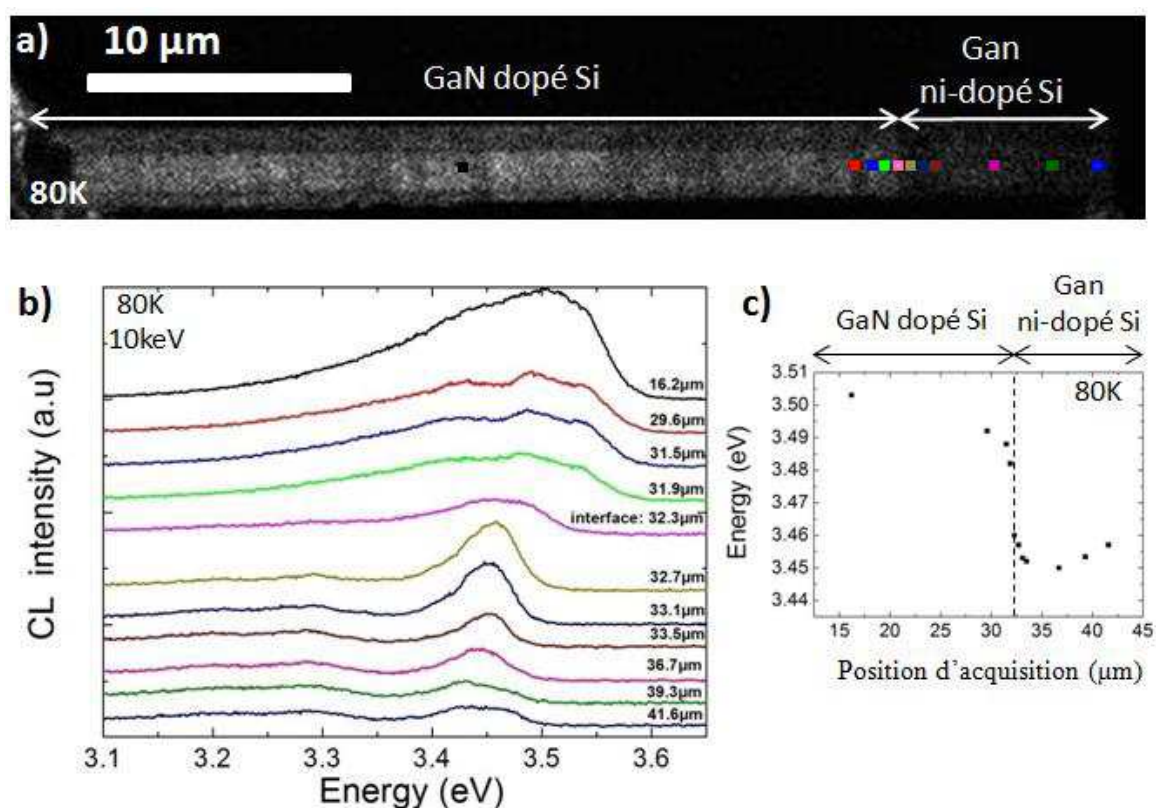 a)
10 µm
GaN dopé Si
Gan
ni-dopé Si
80K
b)
80K
10keV
CL intensity (a.u)
16.2µm
29.6µm
31.5µm
31.9µm
interface: 32.3µm
32.7µm
33.1µm
33.5µm
36.7µm
39.3µm
41.6µm
3.1 3.2 3.3 3.4 3.5 3.6
Energy (eV)
c)
GaN dopé Si
Gan
ni-dopé Si
80K
Energy (eV)
3.51
3.50
3.49
3.48
3.47
3.46
3.45
3.44
15 20 25 30 35 40 45
Position d'acquisition (µm)